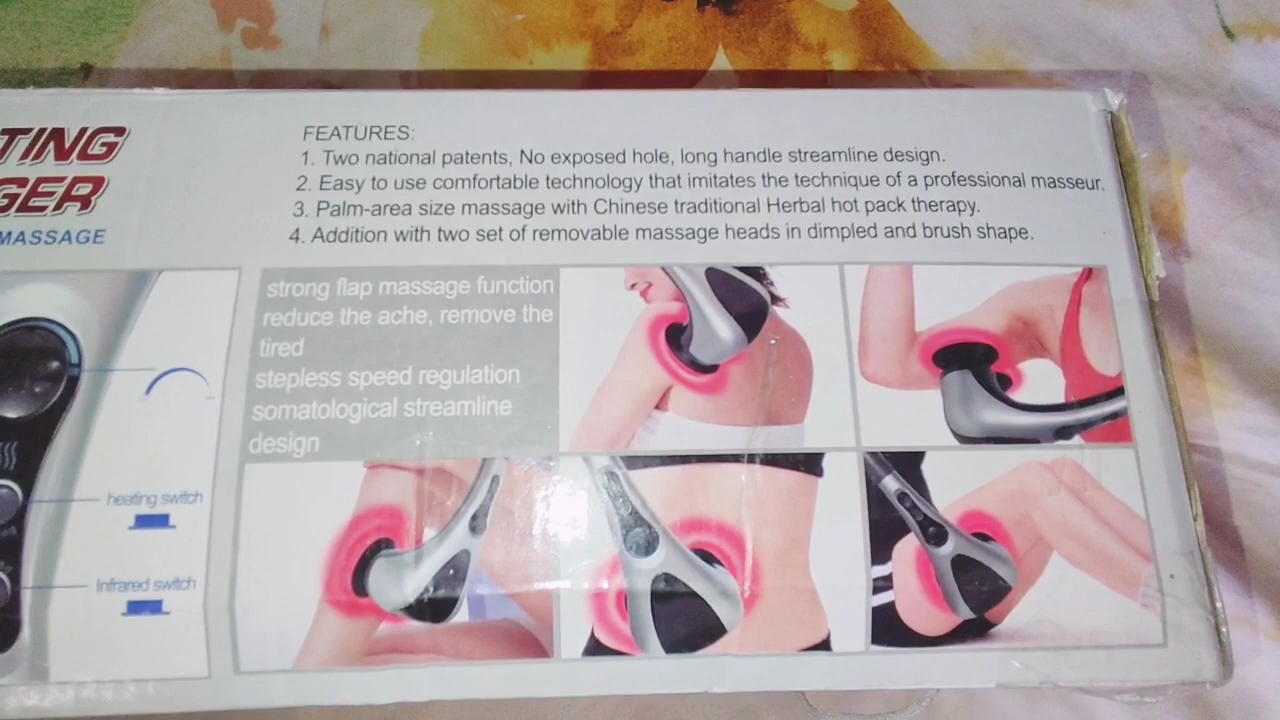 TING
GER
MASSAGE
FEATURES:
1. Two national patents, No exposed hole, long handle streamline design.
2. Easy to use comfortable technology that imitates the technique of a professional masseur.
3. Palm-area size massage with Chinese traditional Herbal hot pack therapy.
4. Addition with two set of removable massage heads in dimpled and brush shape.
strong flap massage function
reduce the ache, remove the
tired
stepless speed regulation
somatological streamline
design
heating switch
Infrared switch